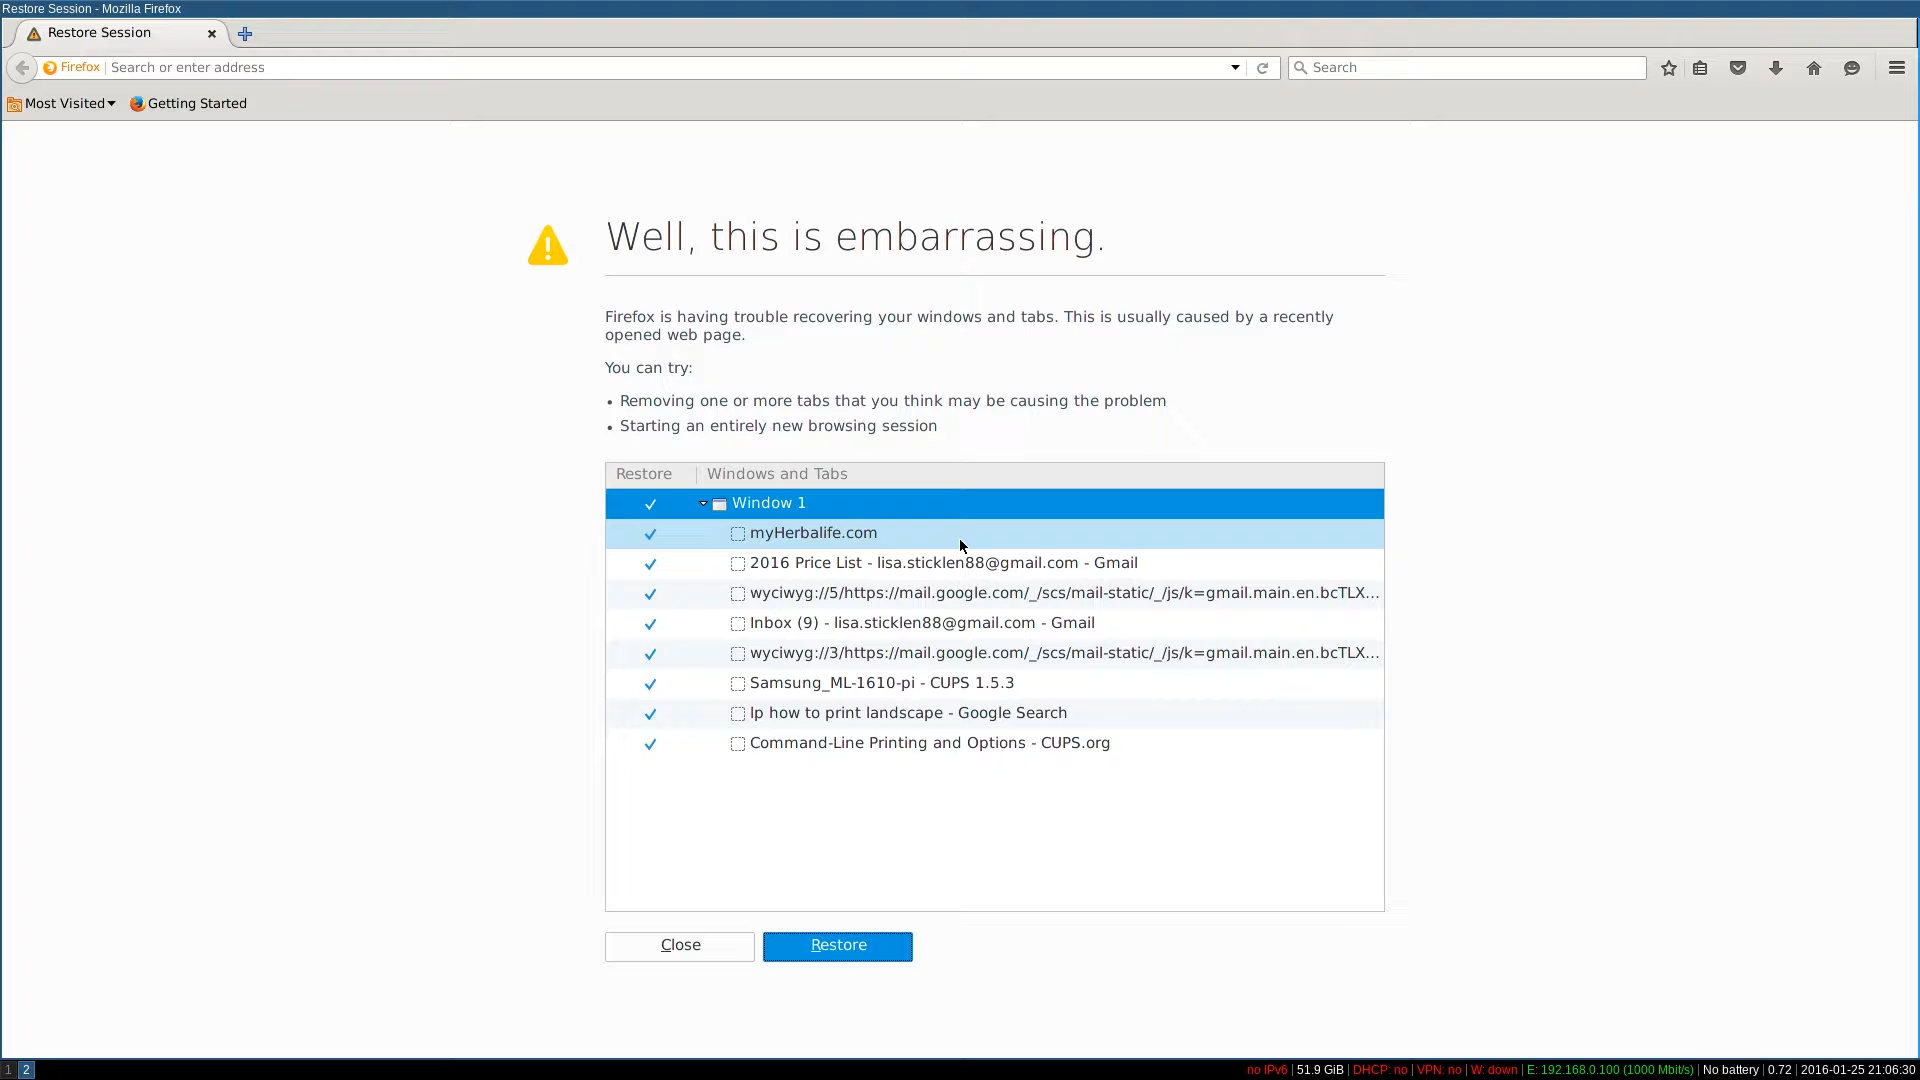 Restore Session - Mozilla Firefox
Restore Session
Firefox Search or enter address Search
Most Visited Getting Started
Well, this is embarrassing.
Firefox is having trouble recovering your windows and tabs. This is usually caused by a recently
opened web page.
You can try:
• Removing one or more tabs that you think may be causing the problem
• Starting an entirely new browsing session
Restore Windows and Tabs
Window 1
myHerbalife.com
2016 Price List - lisa.sticklen88@gmail.com - Gmail
wyciwyg://5/https://mail.google.com/_/scs/mail-static/_/js/k=gmail.main.en.bcTLX...
Inbox (9) - lisa.sticklen88@gmail.com - Gmail
wyciwyg://3/https://mail.google.com/_/scs/mail-static/_/js/k=gmail.main.en.bcTLX...
Samsung_ML-1610-pi - CUPS 1.5.3
lp how to print landscape - Google Search
Command-Line Printing and Options - CUPS.org
Close Restore
1 2 no IPv6 | 51.9 GiB | DHCP: no | VPN: no | W: down | E: 192.168.0.100 (1000 Mbit/s) | No battery | 0.72 | 2016-01-25 21:06:30